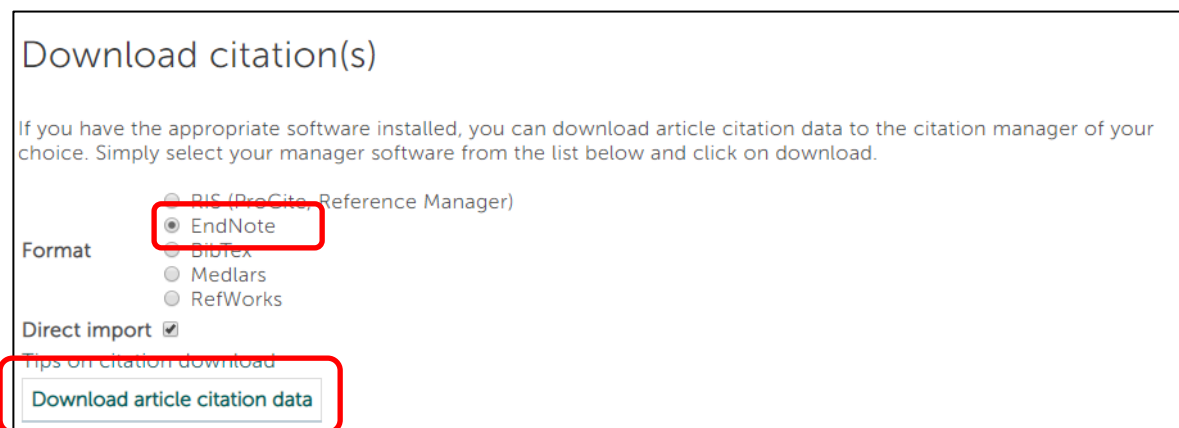 Download citation(s)
If you have the appropriate software installed, you can download article citation data to the citation manager of your
choice. Simply select your manager software from the list below and click on download.
RIS (ProCite, Reference Manager)
EndNote
Format
BibTex
Medlars
RefWorks
Direct import
Tips on citation download
Download article citation data